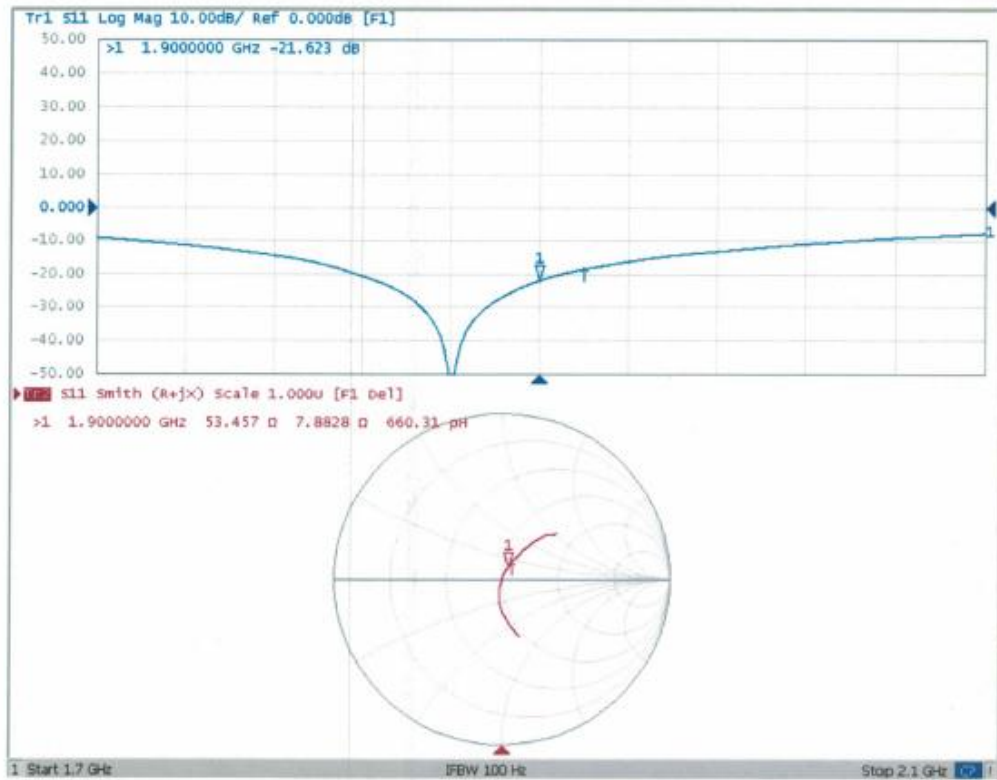 Tr1 S11 Log Mag 10.00dB/ Ref 0.000dB [F1]
50.00
>1 1.9000000 GHz -21.623 dB
40.00
30.00
20.00
10.00
0.000
-10.00
1
1
-20.00
-30.00
-40.00
-50.00
S11 Smith (R+jX) Scale 1.000U [F1 Del]
>1 1.9000000 GHz 53.457 Ω 7.8828 Ω 660.31 pH
1
1 Start 1.7 GHz IFBW 100 Hz Stop 2.1 GHz !